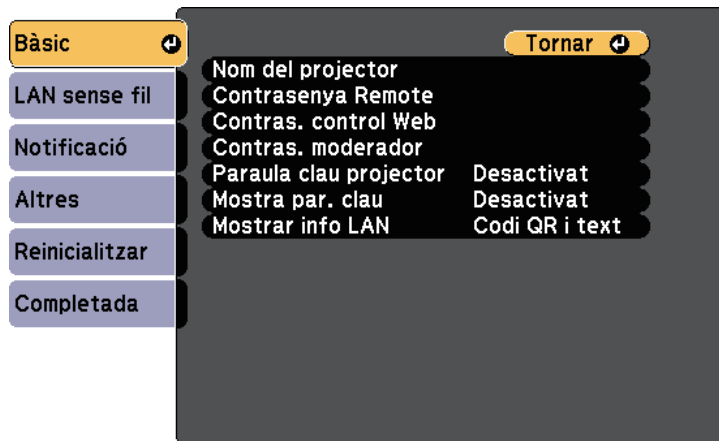 Bàsic
LAN sense fil
Notificació
Altres
Reinicialitzar
Completada
Tornar
Nom del projector
Contrasenya Remote
Contras. control Web
Contras. moderador
Paraula clau projector Desactivat
Mostra par. clau Desactivat
Mostrar info LAN Codi QR i text